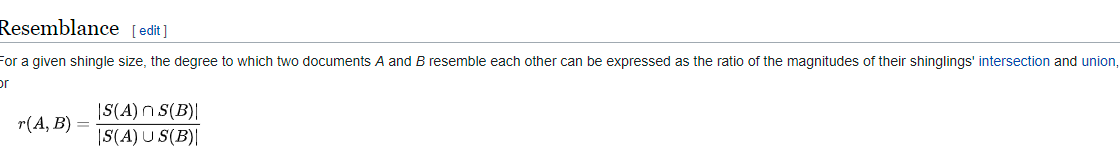 Resemblance [ edit ]
For a given shingle size, the degree to which two documents A and B resemble each other can be expressed as the ratio of the magnitudes of their shinglings' intersection and union,
or
r(A, B) = |S(A) ∩ S(B)| / |S(A) ∪ S(B)|